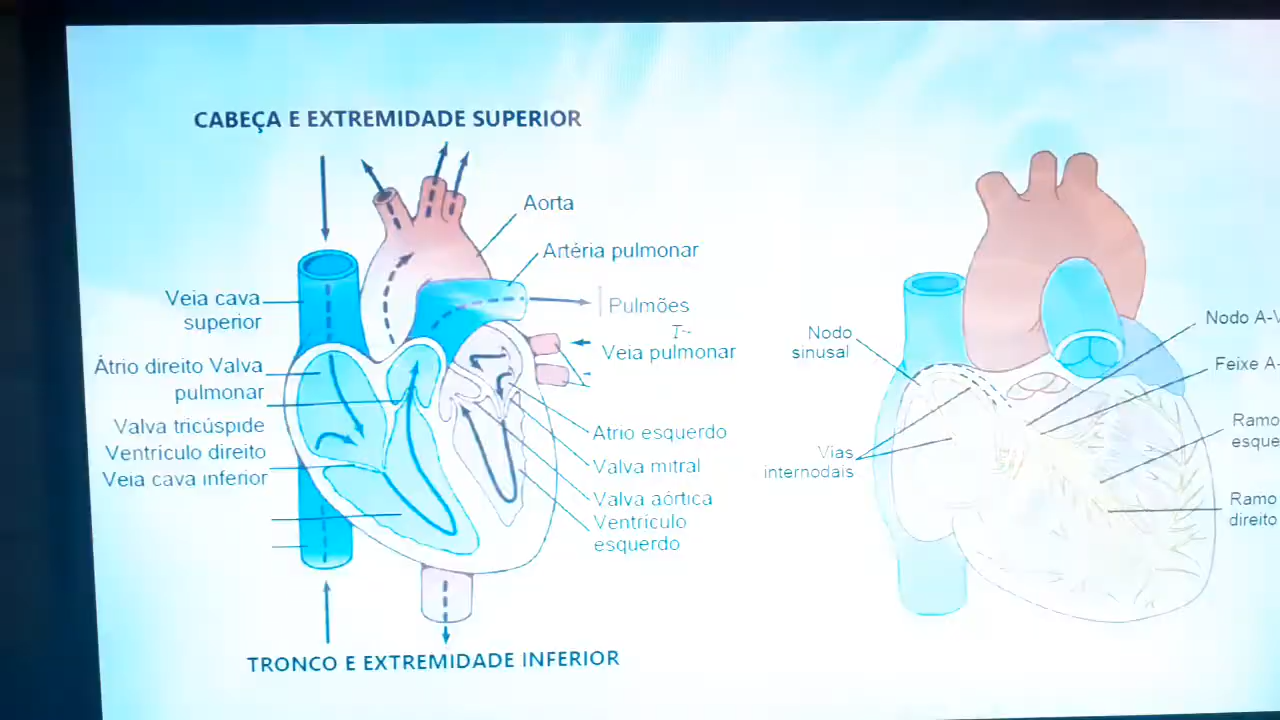 CABEÇA E EXTREMIDADE SUPERIOR
Aorta
Artéria pulmonar
Pulmões
T--
Veia pulmonar
Veia cava
superior
Átrio direito Valva
pulmonar
Valva tricúspide
Ventrículo direito
Veia cava inferior
Atrio esquerdo
Valva mitral
Valva aórtica
Ventrículo
esquerdo
TRONCO E EXTREMIDADE INFERIOR
Nodo
sinusal
Vias
internodais
Nodo A-V
Feixe A-
Ramo
esque
Ramo
direito